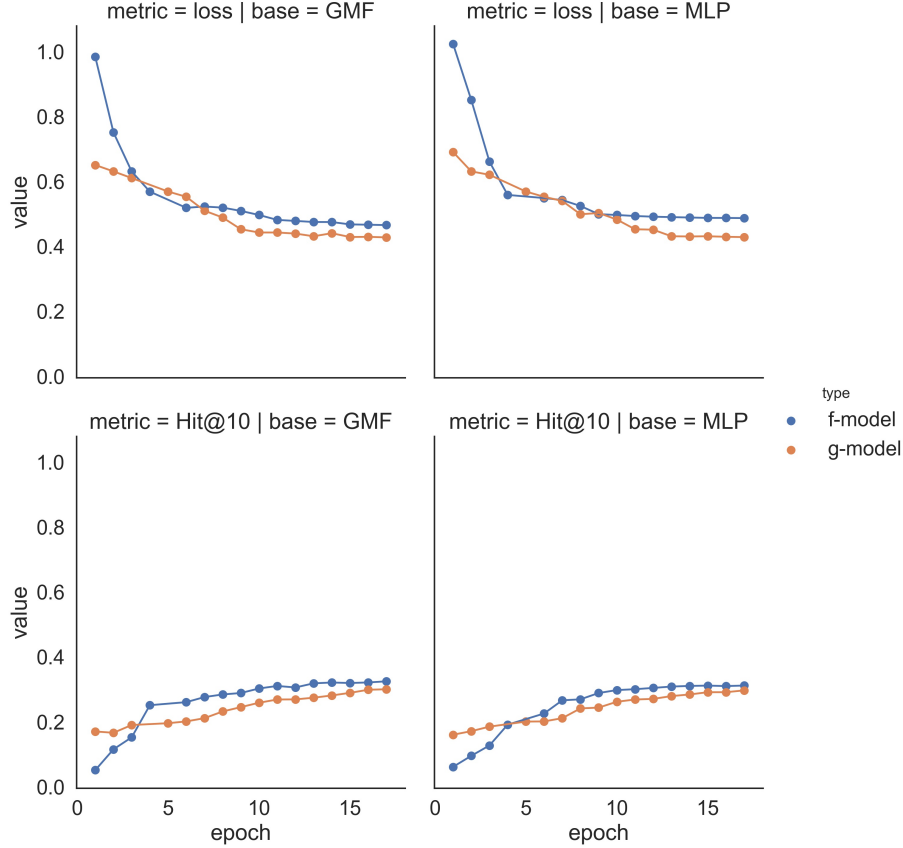 metric = loss | base = GMF
metric = loss | base = MLP
1.0
0.8
0.6
0.4
0.2
0.0
value
metric = Hit@10 | base = GMF
metric = Hit@10 | base = MLP
1.0
0.8
0.6
0.4
0.2
0.0
value
0 5 10 15
0 5 10 15
epoch
epoch
type
f-model
g-model